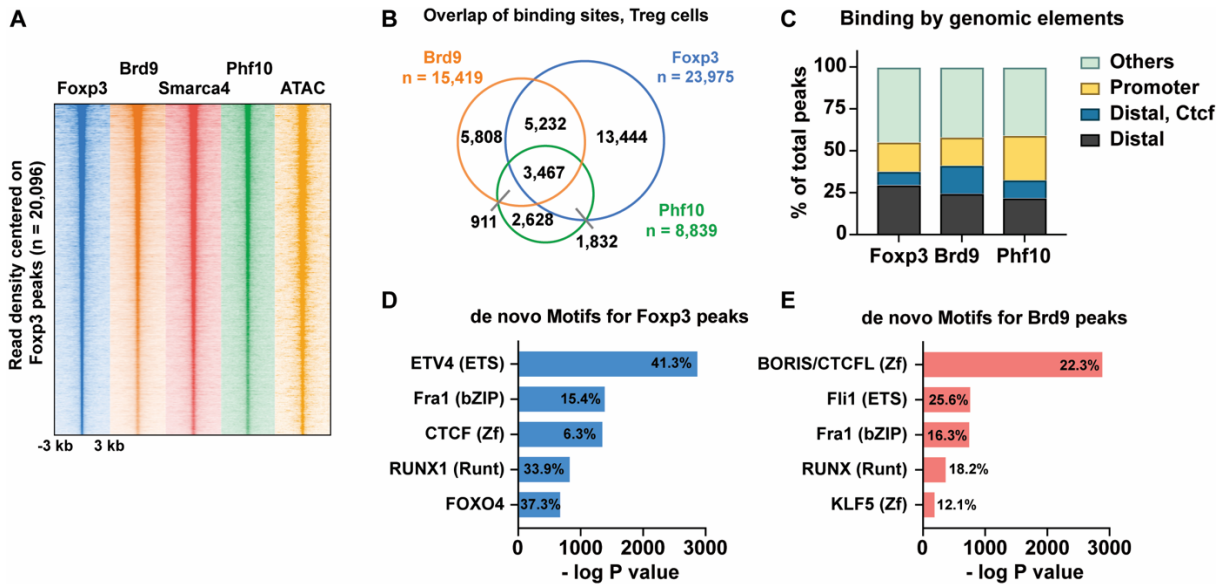 A
Foxp3
Brd9
Smarca4
Phf10
ATAC
Read density centered on
Foxp3 peaks (n = 20,096)
-3 kb
3 kb
B
Overlap of binding sites, Treg cells
Brd9
n = 15,419
Foxp3
n = 23,975
5,808
5,232
13,444
3,467
911
2,628
1,832
Phf10
n = 8,839
C
Binding by genomic elements
% of total peaks
100
75
50
25
0
Foxp3 Brd9 Phf10
Others
Promoter
Distal, Ctcf
Distal
D
de novo Motifs for Foxp3 peaks
ETV4 (ETS) 41.3%
Fra1 (bZIP) 15.4%
CTCF (Zf) 6.3%
RUNX1 (Runt) 33.9%
FOXO4 37.3%
0 1000 2000 3000
- log P value
E
de novo Motifs for Brd9 peaks
BORIS/CTCFL (Zf) 22.3%
Fli1 (ETS) 25.6%
Fra1 (bZIP) 16.3%
RUNX (Runt) 18.2%
KLF5 (Zf) 12.1%
0 1000 2000 3000
- log P value